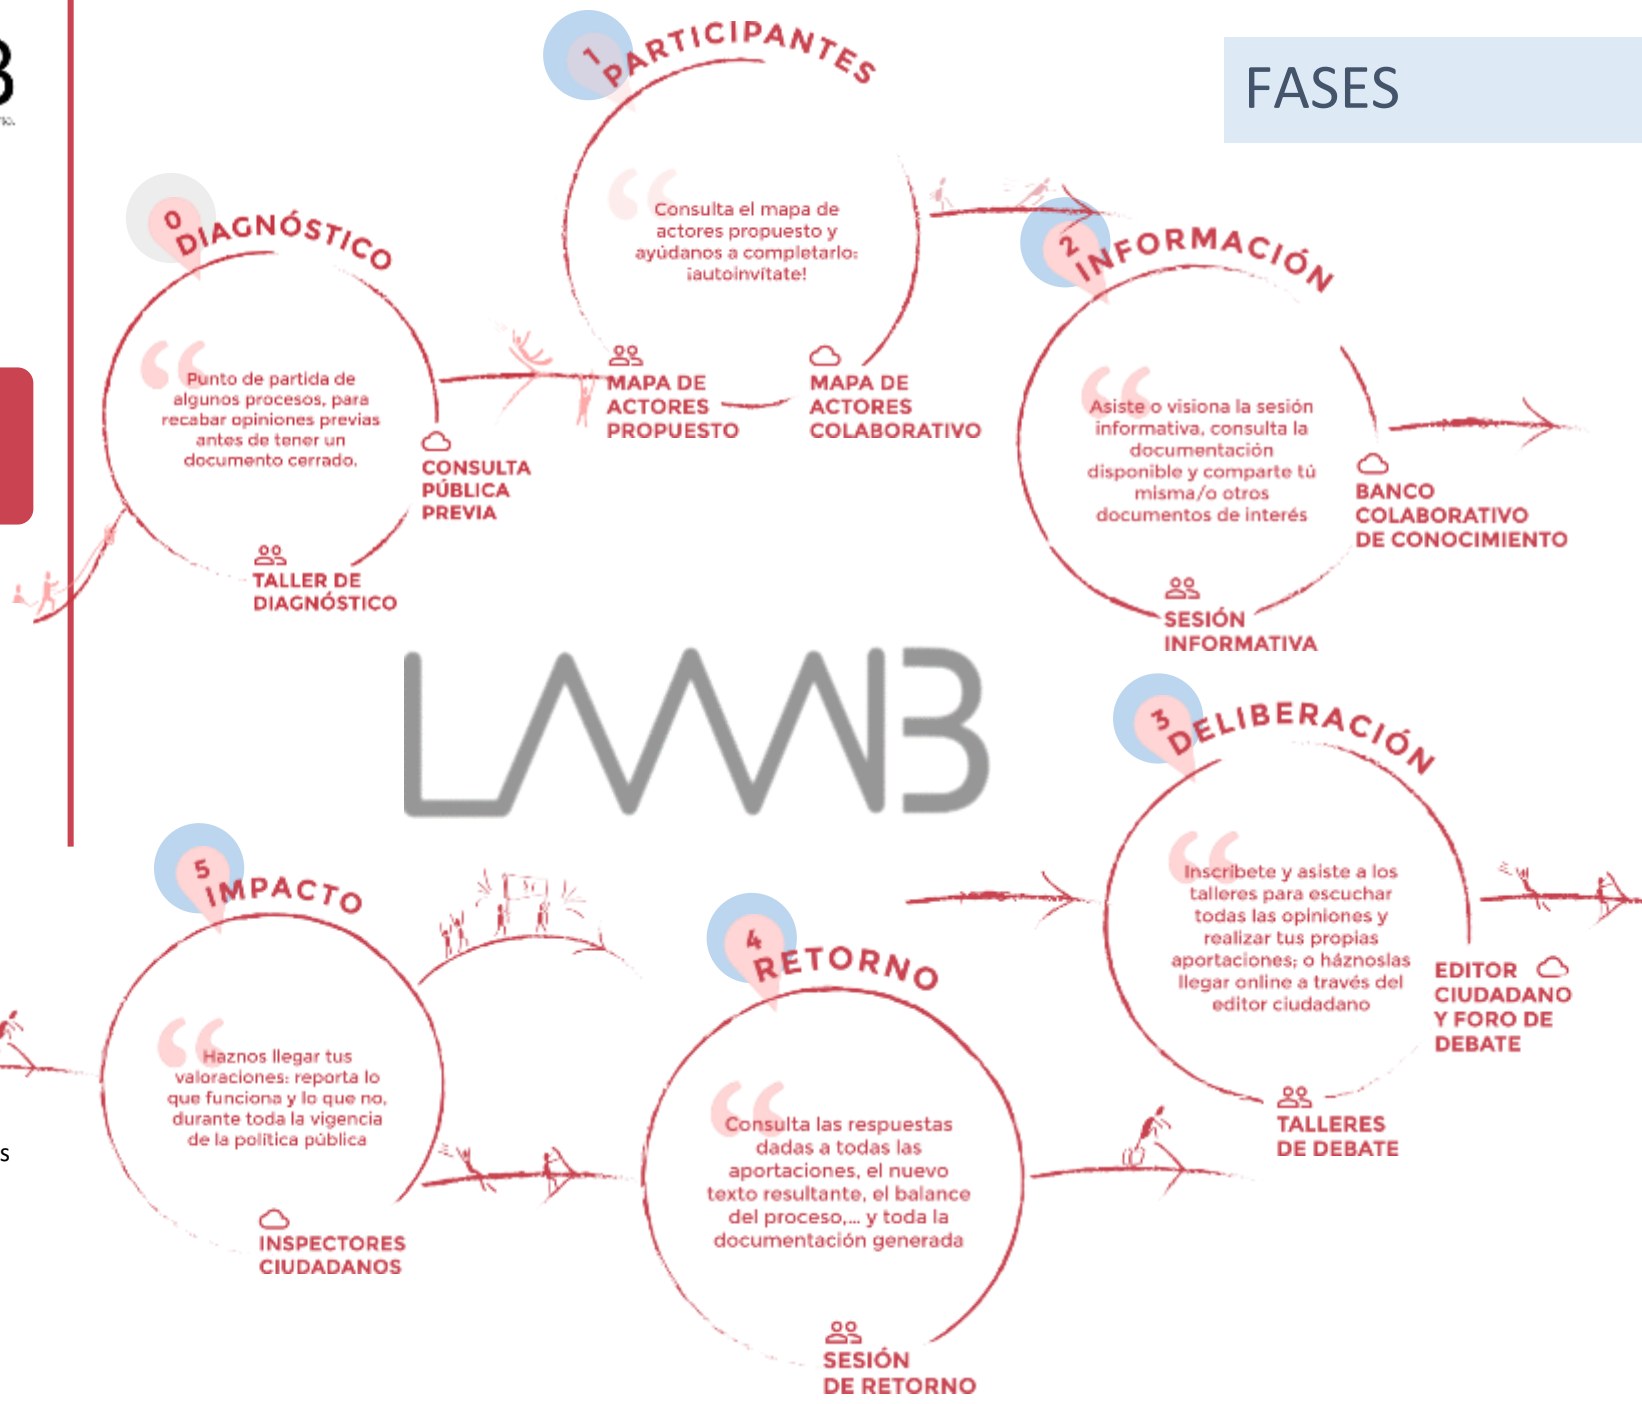 FASES
0
DIAGNÓSTICO
Punto de partida de
algunos procesos, para
recabar opiniones previas
antes de tener un
documento cerrado.
CONSULTA
PÚBLICA
PREVIA
TALLER DE
DIAGNÓSTICO
1
PARTICIPANTES
Consulta el mapa de
actores propuesto y
ayúdanos a completarlo:
¡autoinvítate!
MAPA DE
ACTORES
PROPUESTO
MAPA DE
ACTORES
COLABORATIVO
2
INFORMACIÓN
Asiste o visiona la sesión
informativa, consulta la
documentación
disponible y comparte tú
misma/o otros
documentos de interés
BANCO
COLABORATIVO
DE CONOCIMIENTO
SESIÓN
INFORMATIVA
LAAAB
3
DELIBERACIÓN
Inscríbete y asiste a los
talleres para escuchar
todas las opiniones y
realizar tus propias
aportaciones; o háznoslas
llegar online a través del
editor ciudadano
EDITOR
CIUDADANO
Y FORO DE
DEBATE
TALLERES
DE DEBATE
4
RETORNO
Consulta las respuestas
dadas a todas las
aportaciones, el nuevo
texto resultante, el balance
del proceso,... y toda la
documentación generada
SESIÓN
DE RETORNO
5
IMPACTO
Haznos llegar tus
valoraciones: reporta lo
que funciona y lo que no,
durante toda la vigencia
de la política pública
INSPECTORES
CIUDADANOS
B
s